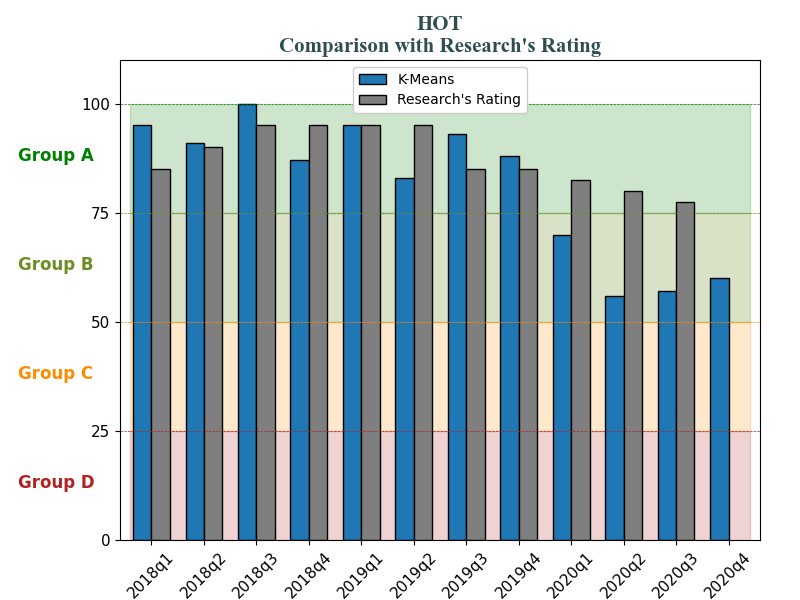 HOT
Comparison with Research's Rating
K-Means
Research's Rating
100
75
50
25
0
Group A
Group B
Group C
Group D
2018q1
2018q2
2018q3
2018q4
2019q1
2019q2
2019q3
2019q4
2020q1
2020q2
2020q3
2020q4